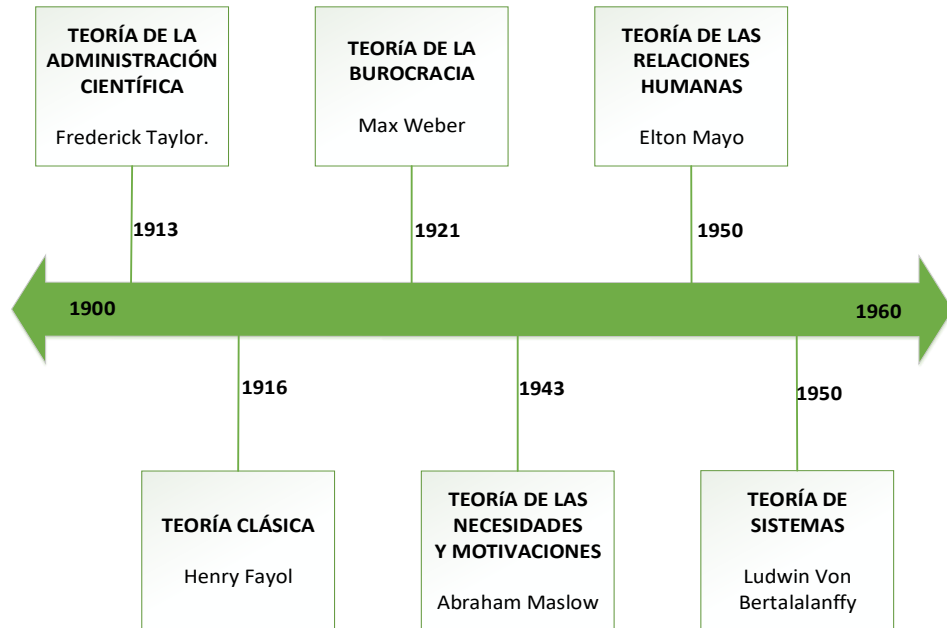 TEORÍA DE LA
ADMINISTRACIÓN
CIENTÍFICA
Frederick Taylor.
TEORíA DE LA
BUROCRACIA
Max Weber
TEORÍA DE LAS
RELACIONES
HUMANAS
Elton Mayo
1913
1921
1950
1900
1960
1916
1943
1950
TEORÍA CLÁSICA
Henry Fayol
TEORíA DE LAS
NECESIDADES
Y MOTIVACIONES
Abraham Maslow
TEORÍA DE
SISTEMAS
Ludwin Von
Bertalalanffy